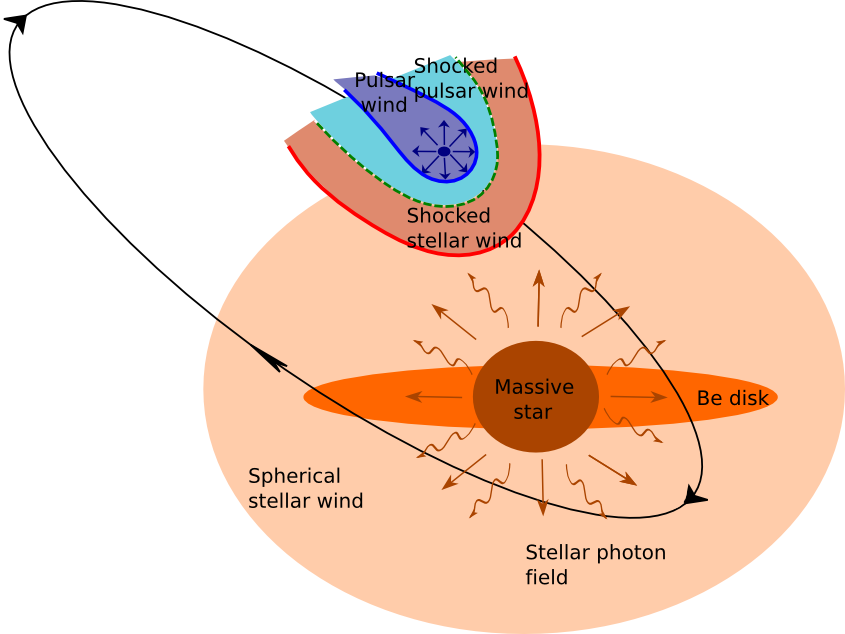 Shocked
pulsar wind
Pulsar
wind
Shocked
stellar wind
Massive
star
Be disk
Spherical
stellar wind
Stellar photon
field